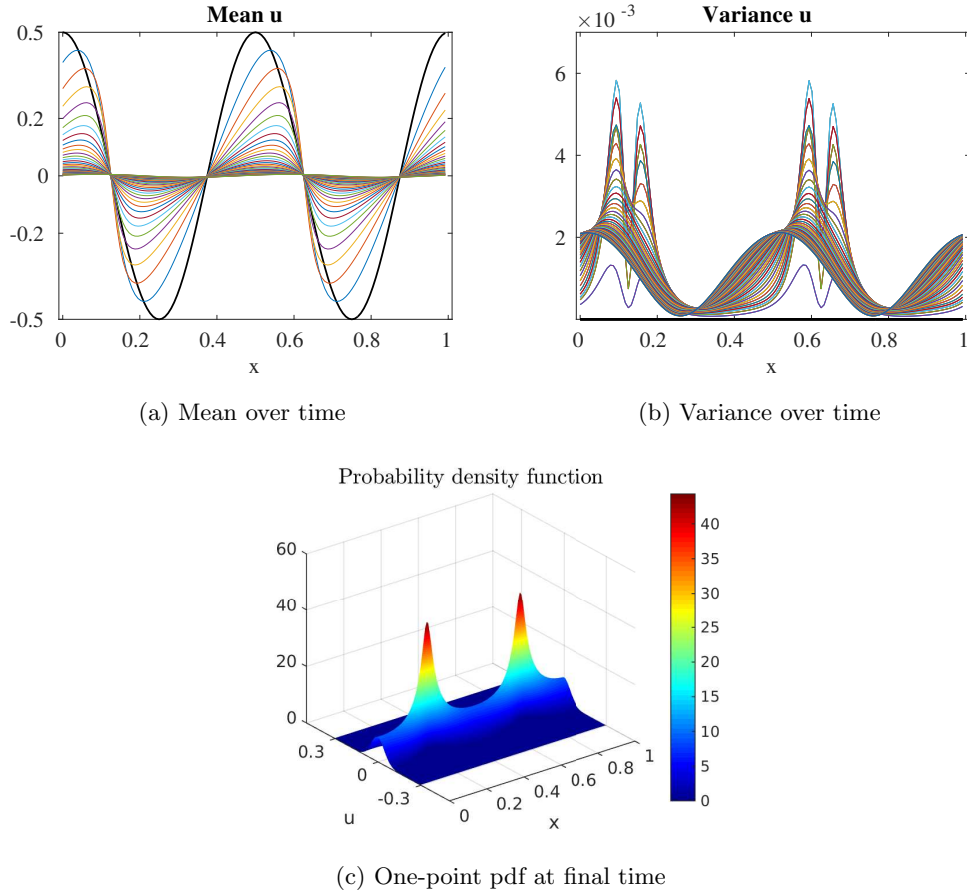 Mean u
0.5
0.2
0
-0.2
-0.5
0 0.2 0.4 0.6 0.8 1
x
(a) Mean over time
Variance u
×10 -3
6
4
2
0 0.2 0.4 0.6 0.8 1
x
(b) Variance over time
Probability density function
60
40
20
0
0.3
0
-0.3
u
0
0.2
0.4
0.6
0.8
1
x
40
35
30
25
20
15
10
5
0
(c) One-point pdf at final time